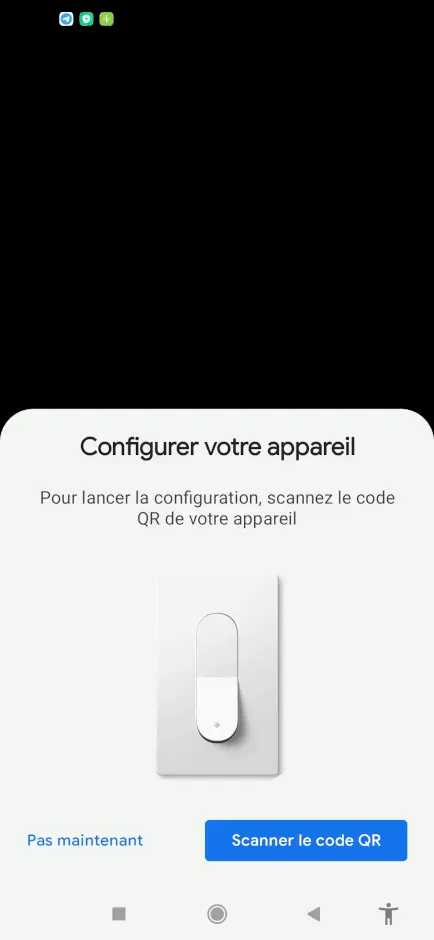 Configurer votre appareil
Pour lancer la configuration, scannez le code
QR de votre appareil
Pas maintenant
Scanner le code QR